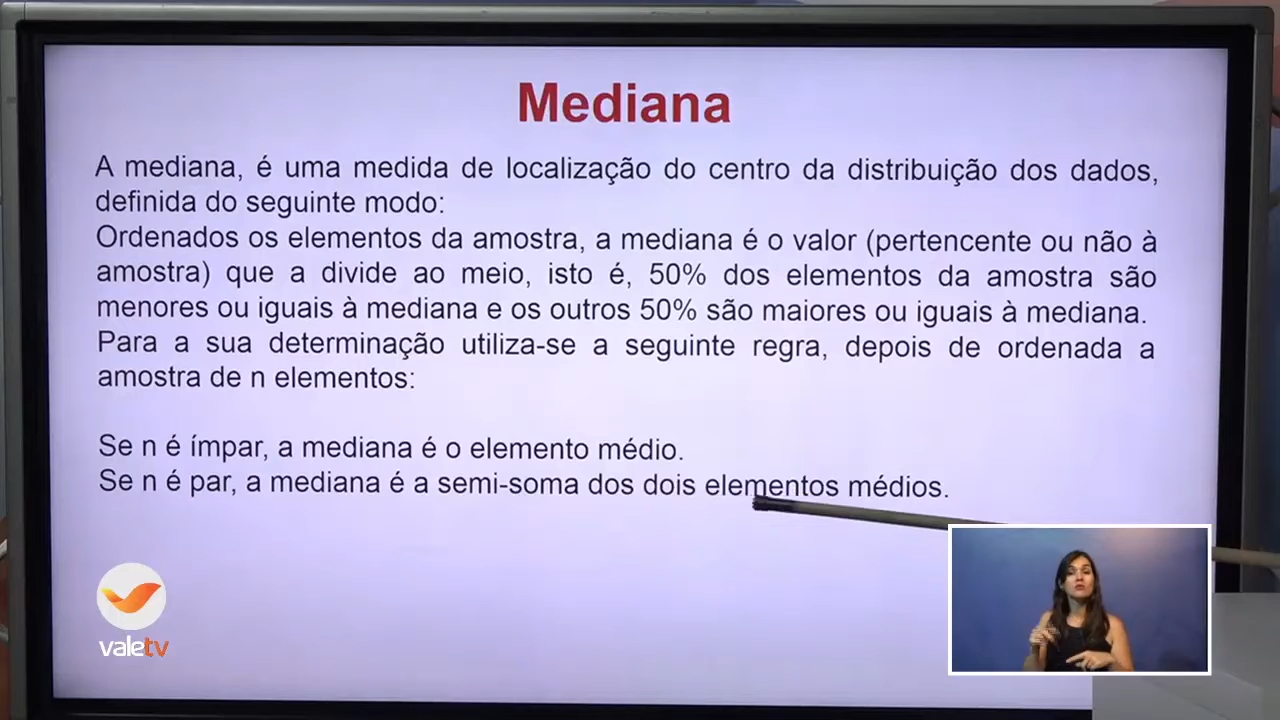 Mediana
A mediana, é uma medida de localização do centro da distribuição dos dados,
definida do seguinte modo:
Ordenados os elementos da amostra, a mediana é o valor (pertencente ou não à
amostra) que a divide ao meio, isto é, 50% dos elementos da amostra são
menores ou iguais à mediana e os outros 50% são maiores ou iguais à mediana.
Para a sua determinação utiliza-se a seguinte regra, depois de ordenada a
amostra de n elementos:
Se n é ímpar, a mediana é o elemento médio.
Se n é par, a mediana é a semi-soma dos dois elementos médios.
valetv